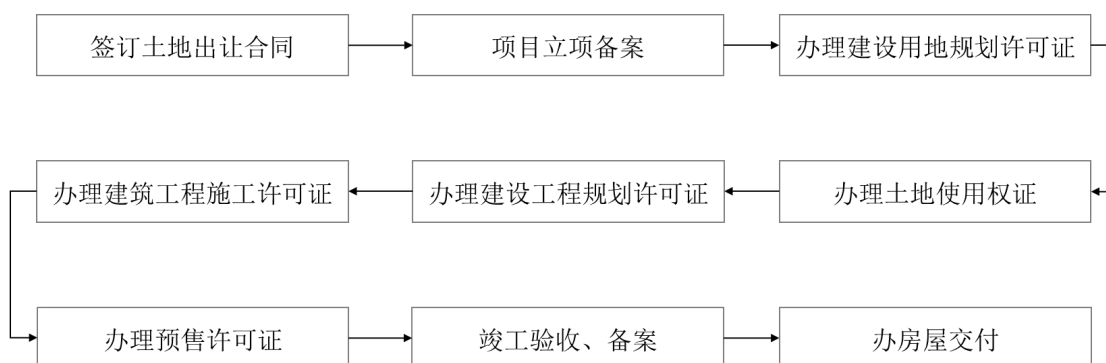 签订土地出让合同
项目立项备案
办理建设用地规划许可证
办理土地使用权证
办理建设工程规划许可证
办理建筑工程施工许可证
办理预售许可证
竣工验收、备案
办房屋交付